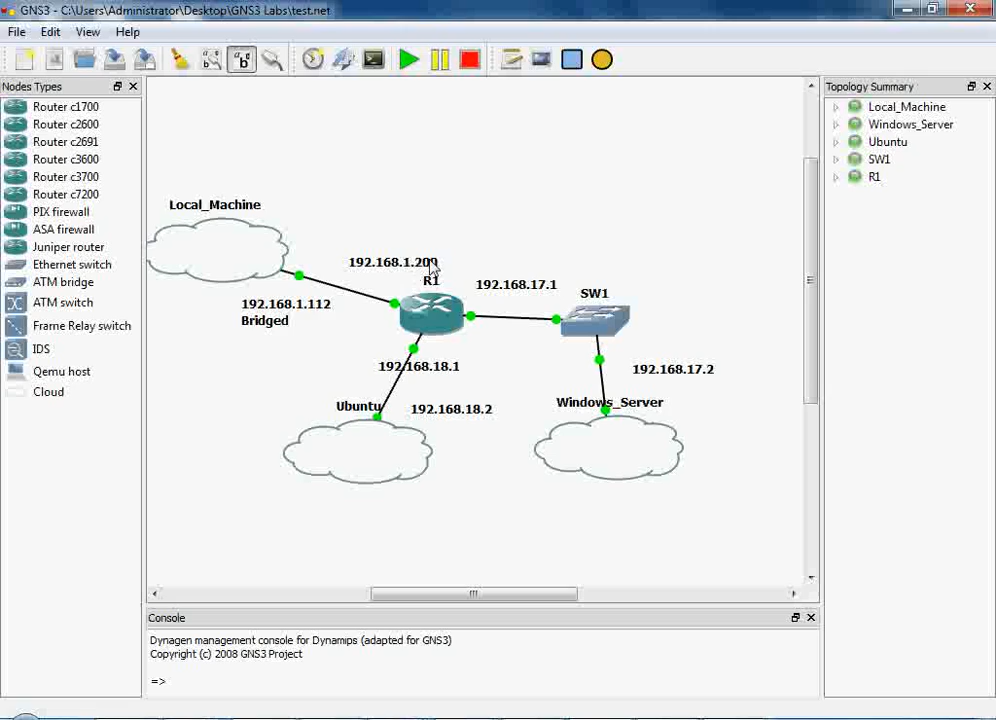 GNS3 - C:\Users\Administrator\Desktop\GNS3 Labs\test.net
File Edit View Help
Nodes Types
Router c1700
Router c2600
Router c2691
Router c3600
Router c3700
Router c7200
PIX firewall
ASA firewall
Juniper router
Ethernet switch
ATM bridge
ATM switch
Frame Relay switch
IDS
Qemu host
Cloud
Local_Machine
192.168.1.209
R1
192.168.17.1
SW1
192.168.1.112
Bridged
192.168.18.1
192.168.17.2
Ubuntu
192.168.18.2
Windows_Server
Topology Summary
Local_Machine
Windows_Server
Ubuntu
SW1
R1
Console
Dynagen management console for Dynamips (adapted for GNS3)
Copyright (c) 2008 GNS3 Project
=>